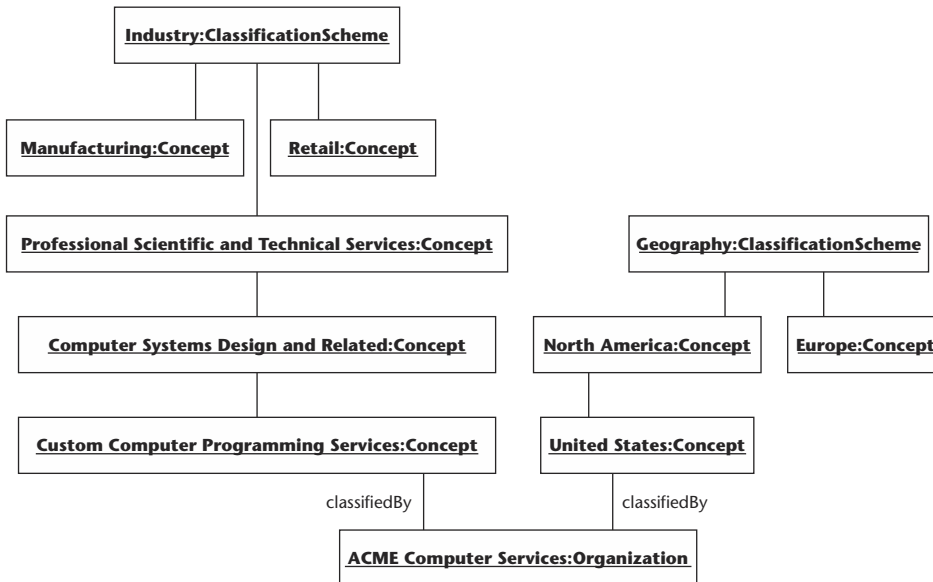 Industry:ClassificationScheme
Manufacturing:Concept
Retail:Concept
Professional Scientific and Technical Services:Concept
Geography:ClassificationScheme
Computer Systems Design and Related:Concept
North America:Concept
Europe:Concept
Custom Computer Programming Services:Concept
United States:Concept
classifiedBy
classifiedBy
ACME Computer Services:Organization